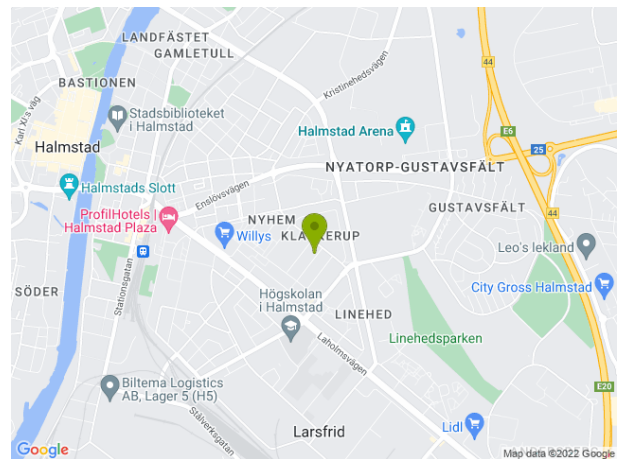 LANDFÄSTET
GAMLETULL
BASTIONEN
Karl XI:s väg
Kristinehedsvägen
44
Stadsbiblioteket
i Halmstad
Halmstad Arena
E6
25
Halmstad
NYATORP-GUSTAVSFÄLT
Halmstads Slott
Enslövsvägen
ProfilHotels
Halmstad Plaza
NYHEM
GUSTAVSFÄLT
44
Willys
Leo's lekland
Stationsgatan
City Gross Halmstad
SÖDER
Högskolan
i Halmstad
LINEHED
Linehedsparken
Laholmsvägen
Biltema Logistics
AB, Lager 5 (H5)
E20
Stålverksgatan
Larsfrid
Lidl
Google
Map data ©2022 Google